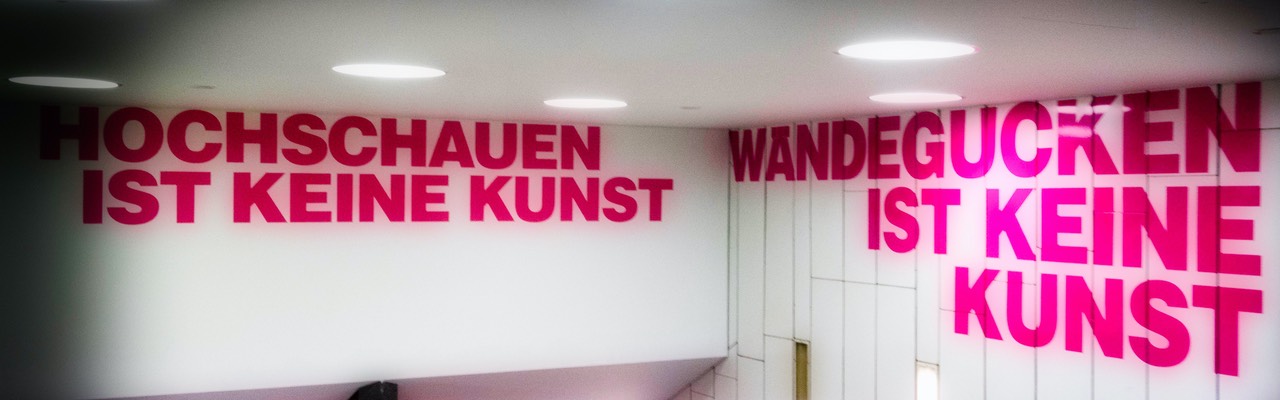 HOCHSCHAUEN
IST KEINE KUNST
WÄNDEGUCKEN
IST KEINE
KUNST